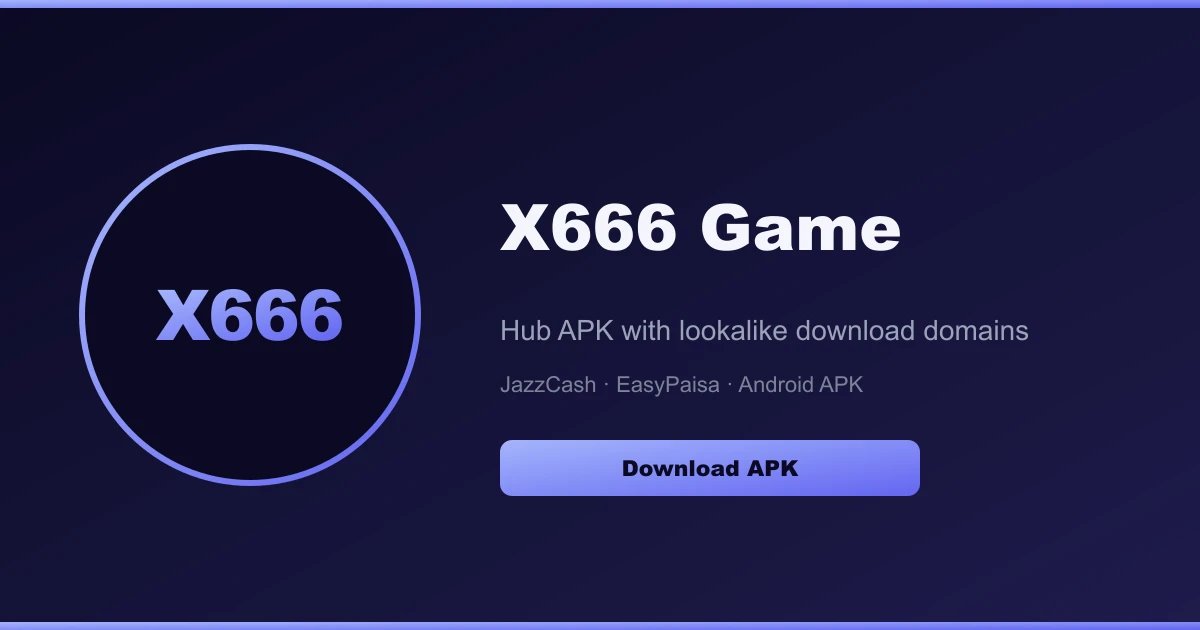 X666
X666 Game
Hub APK with lookalike download domains
JazzCash · EasyPaisa · Android APK
Download APK